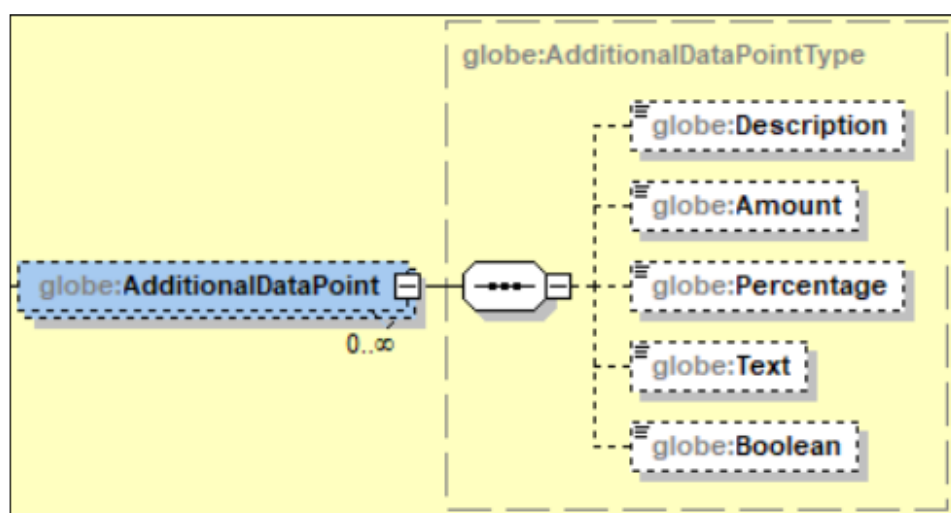 globe:AdditionalDataPointType
globe:Description
globe:Amount
globe:AdditionalDataPoint
globe:Percentage
0..∞
globe:Text
globe:Boolean